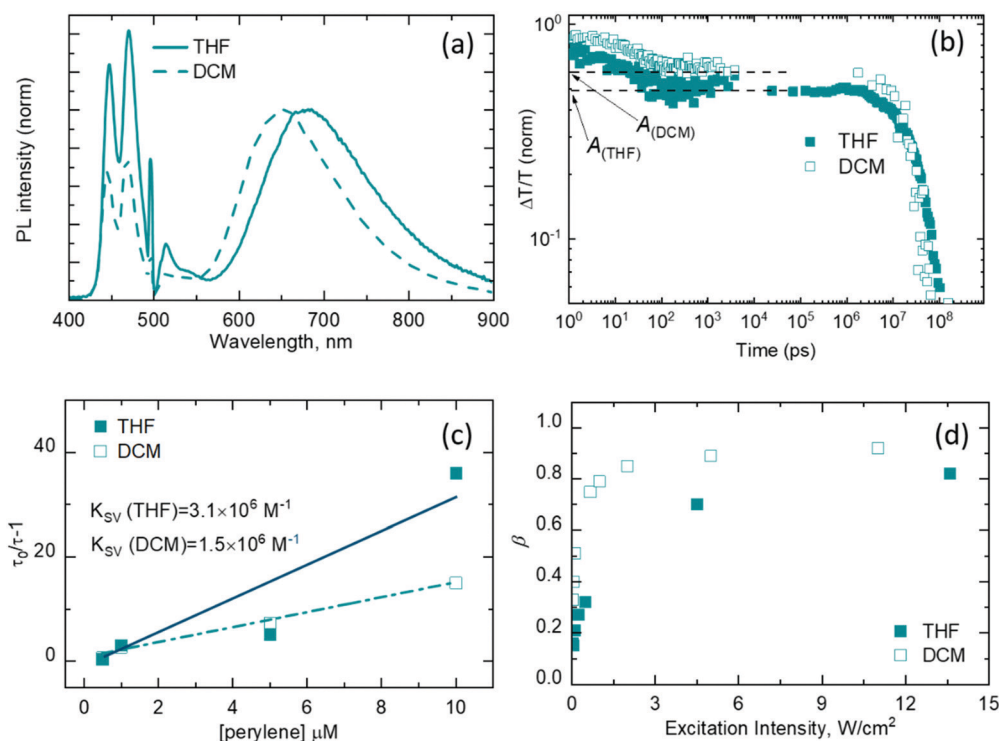 (a)
THF
DCM
PL intensity (norm)
400 500 600 700 800 900
Wavelength, nm
(b)
10⁰
10⁻¹
A(DCM)
A(THF)
THF
DCM
ΔT/T (norm)
10⁰ 10¹ 10² 10³ 10⁴ 10⁵ 10⁶ 10⁷ 10⁸
Time (ps)
(c)
THF
DCM
K_SV (THF)=3.1×10⁶ M⁻¹
K_SV (DCM)=1.5×10⁶ M⁻¹
τ₀/τ-1
40
20
0
0 2 4 6 8 10
[perylene] μM
(d)
1.0
0.8
0.6
0.4
0.2
0.0
β
THF
DCM
0 3 6 9 12 15
Excitation Intensity, W/cm²